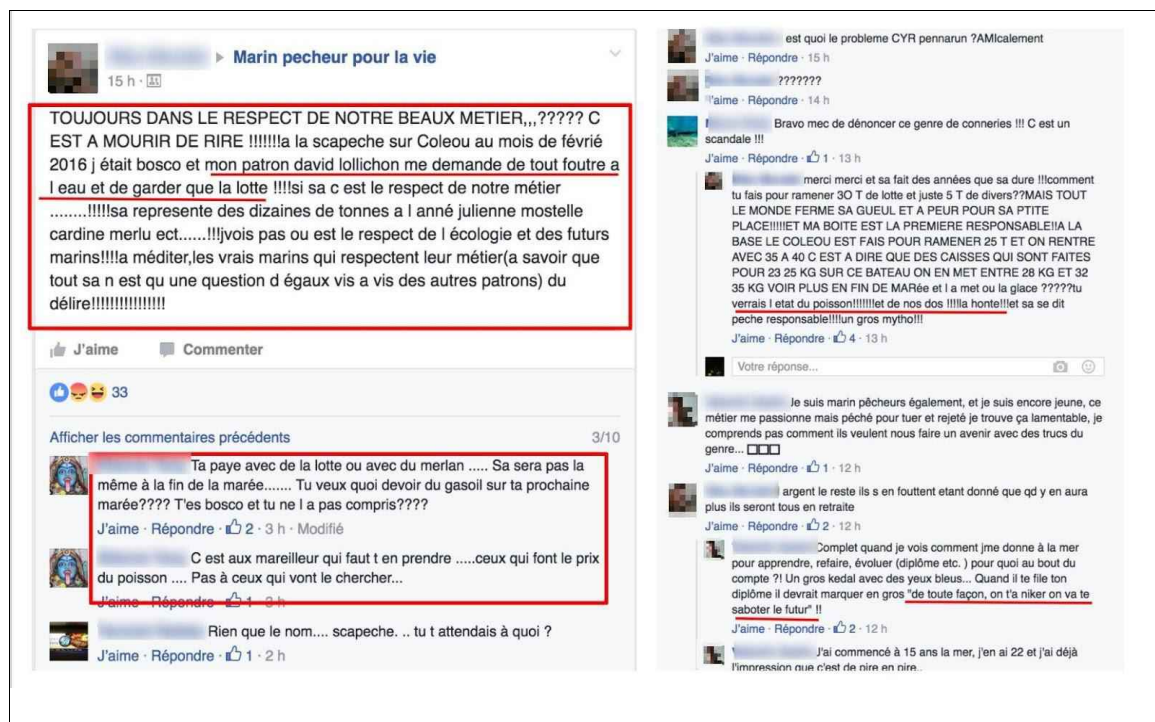 Marin pecheur pour la vie
15 h
TOUJOURS DANS LE RESPECT DE NOTRE BEAUX METIER,,,????? C
EST A MOURIR DE RIRE !!!!!!!a la scapeche sur Coleou au mois de févrié
2016 j était bosco et mon patron david lollichon me demande de tout foutre a
l eau et de garder que la lotte !!!!si sa c est le respect de notre métier
........!!!!!sa represente des dizaines de tonnes a l anné julienne mostelle
cardine merlu ect......!!!jvois pas ou est le respect de l écologie et des futurs
marins!!!!a méditer,les vrais marins qui respectent leur métier(a savoir que
tout sa n est qu une question d égaux vis a vis des autres patrons) du
délire!!!!!!!!!!!!!!!!
J'aime Commenter
33
Afficher les commentaires précédents 3/10
Ta paye avec de la lotte ou avec du merlan ..... Sa sera pas la
même à la fin de la marée....... Tu veux quoi devoir du gasoil sur ta prochaine
marée???? T'es bosco et tu ne l a pas compris????
J'aime · Répondre · 2 · 3 h · Modifié
C est aux mareilleur qui faut t en prendre .....ceux qui font le prix
du poisson .... Pas à ceux qui vont le chercher...
J'aime · Répondre · 1 · 3 h
Rien que le nom.... scapeche. .. tu t attendais à quoi ?
J'aime · Répondre · 1 · 2 h
est quoi le probleme CYR pennarun ?AMIcalement
J'aime · Répondre · 15 h
???????
J'aime · Répondre · 14 h
Bravo mec de dénoncer ce genre de conneries !!! C est un
scandale !!!
J'aime · Répondre · 1 · 13 h
merci merci et sa fait des années que sa dure !!!comment
tu fais pour ramener 3O T de lotte et juste 5 T de divers??MAIS TOUT
LE MONDE FERME SA GUEUL ET A PEUR POUR SA PTITE
PLACE!!!!!ET MA BOITE EST LA PREMIERE RESPONSABLE!!A LA
BASE LE COLEOU EST FAIS POUR RAMENER 25 T ET ON RENTRE
AVEC 35 A 40 C EST A DIRE QUE DES CAISSES QUI SONT FAITES
POUR 23 25 KG SUR CE BATEAU ON EN MET ENTRE 28 KG ET 32
35 KG VOIR PLUS EN FIN DE MARée et l a met ou la glace ?????tu
verrais l etat du poisson!!!!!!!et de nos dos !!!!la honte!!!et sa se dit
peche responsable!!!!un gros mytho!!!
J'aime · Répondre · 4 · 13 h
Votre réponse...
Je suis marin pêcheurs également, et je suis encore jeune, ce
métier me passionne mais péché pour tuer et rejeté je trouve ça lamentable, je
comprends pas comment ils veulent nous faire un avenir avec des trucs du
genre...
J'aime · Répondre · 1 · 12 h
argent le reste ils s en fouttent etant donné que qd y en aura
plus ils seront tous en retraite
J'aime · Répondre · 2 · 12 h
Complet quand je vois comment jme donne à la mer
pour apprendre, refaire, évoluer (diplôme etc. ) pour quoi au bout du
compte ?! Un gros kedal avec des yeux bleus... Quand il te file ton
diplôme il devrait marquer en gros "de toute façon, on t'a niker on va te
saboter le futur" !!
J'aime · Répondre · 2 · 12 h
J'ai commencé à 15 ans la mer, j'en ai 22 et j'ai déjà
l'impression que c'est de pire en pire..